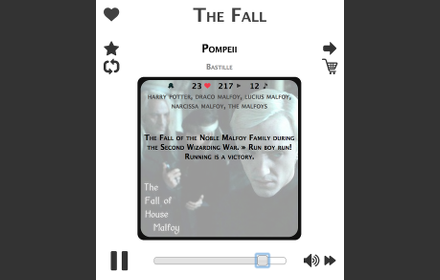 The Fall
Pompeii
Bastille
23 217 12
Harry Potter, Draco Malfoy, Lucius Malfoy,
Narcissa Malfoy, The Malfoys
The Fall of the Noble Malfoy Family during
the Second Wizarding War. » Run boy run!
Running is a victory.
The
Fall of
House
Malfoy